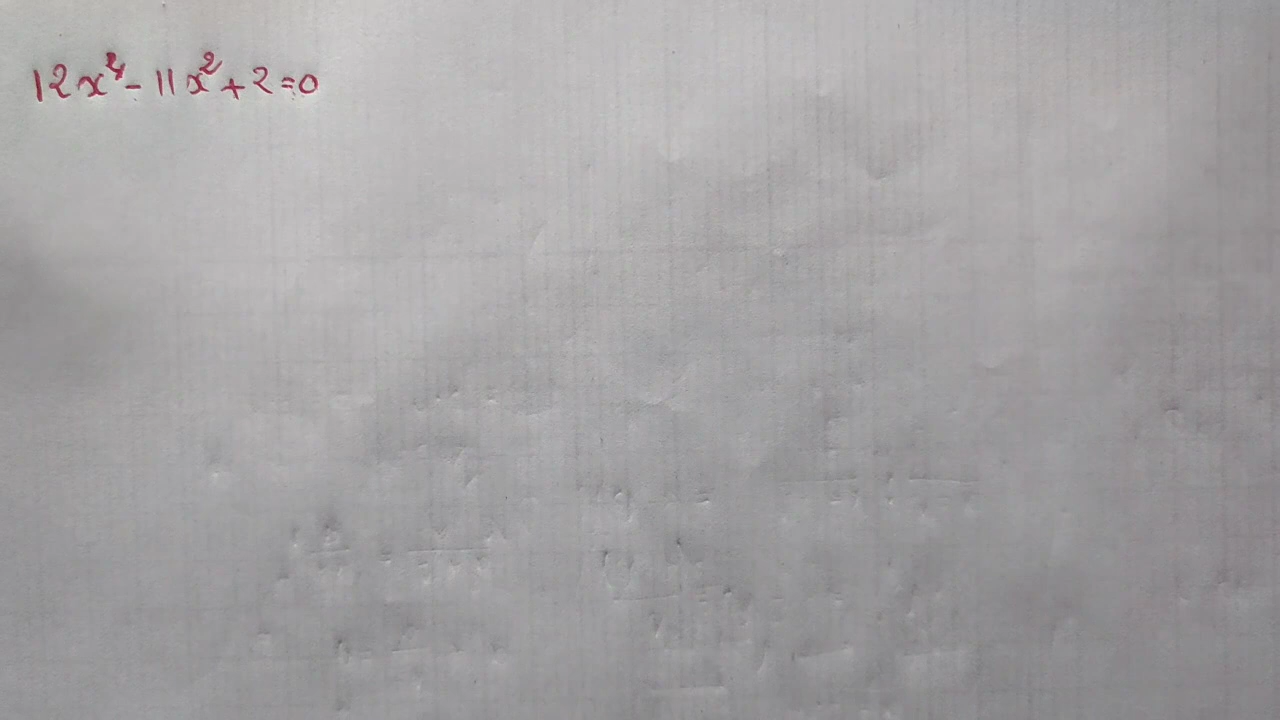 12x⁴ - 11x² + 2 = 0